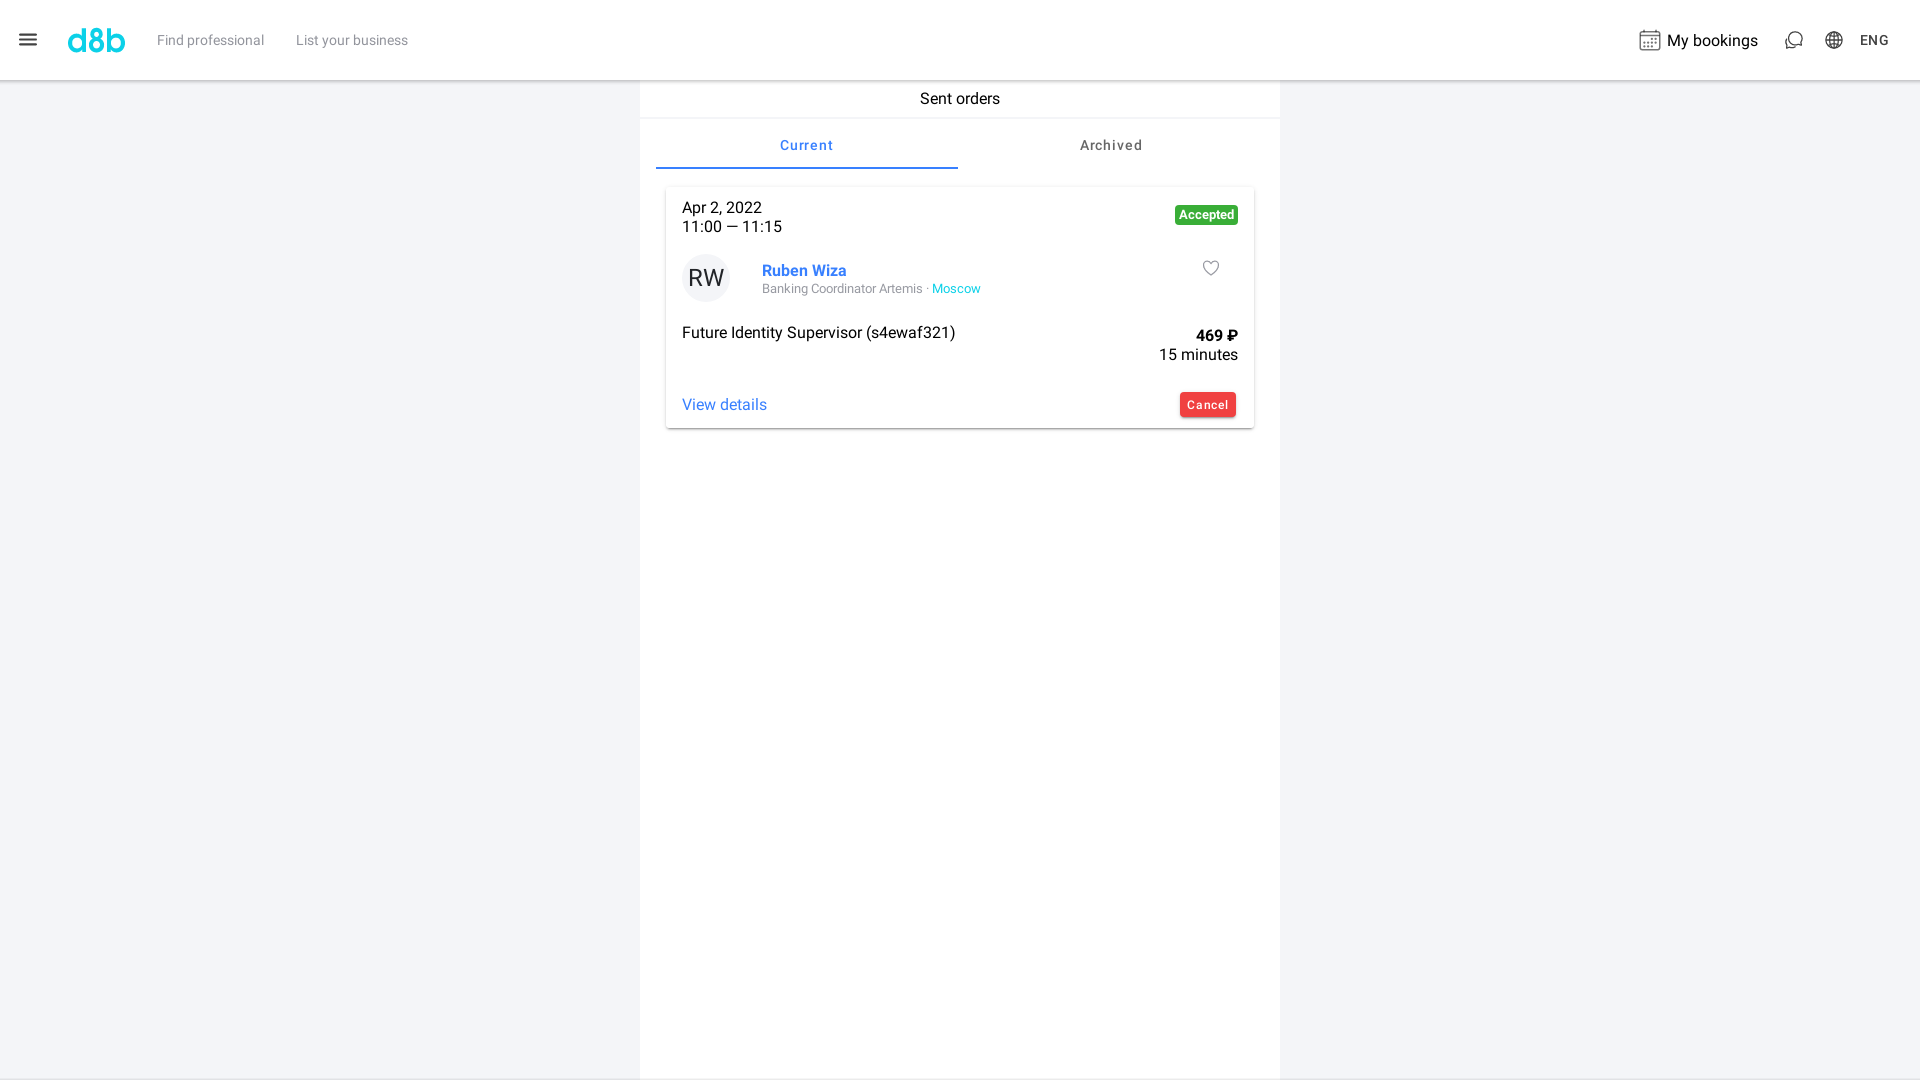 d8b
Find professional
List your business
My bookings
ENG
Sent orders
Current
Archived
Apr 2, 2022
11:00 — 11:15
Accepted
RW
Ruben Wiza
Banking Coordinator Artemis · Moscow
Future Identity Supervisor (s4ewaf321)
469 ₽
15 minutes
View details
Cancel